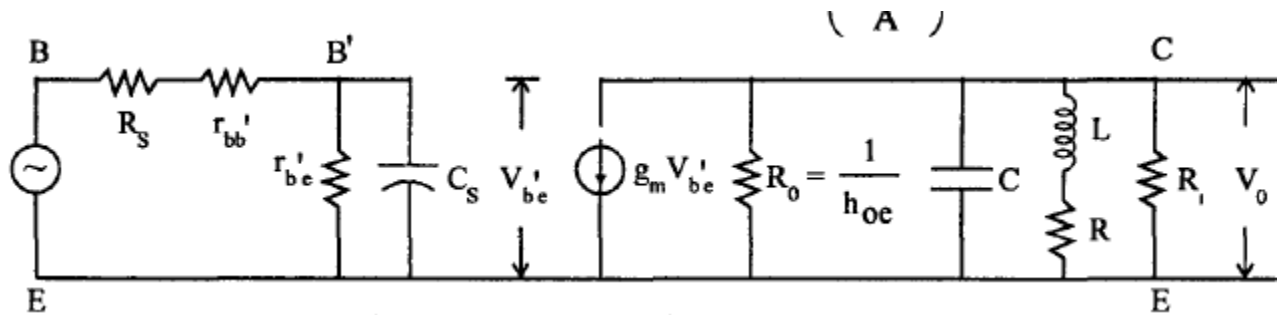 ( A )
B B' C
R_S r_bb' r_b'e C_S V_b'e g_m V_b'e R_0 = 1/h_oe C L R R_i V_0
E E